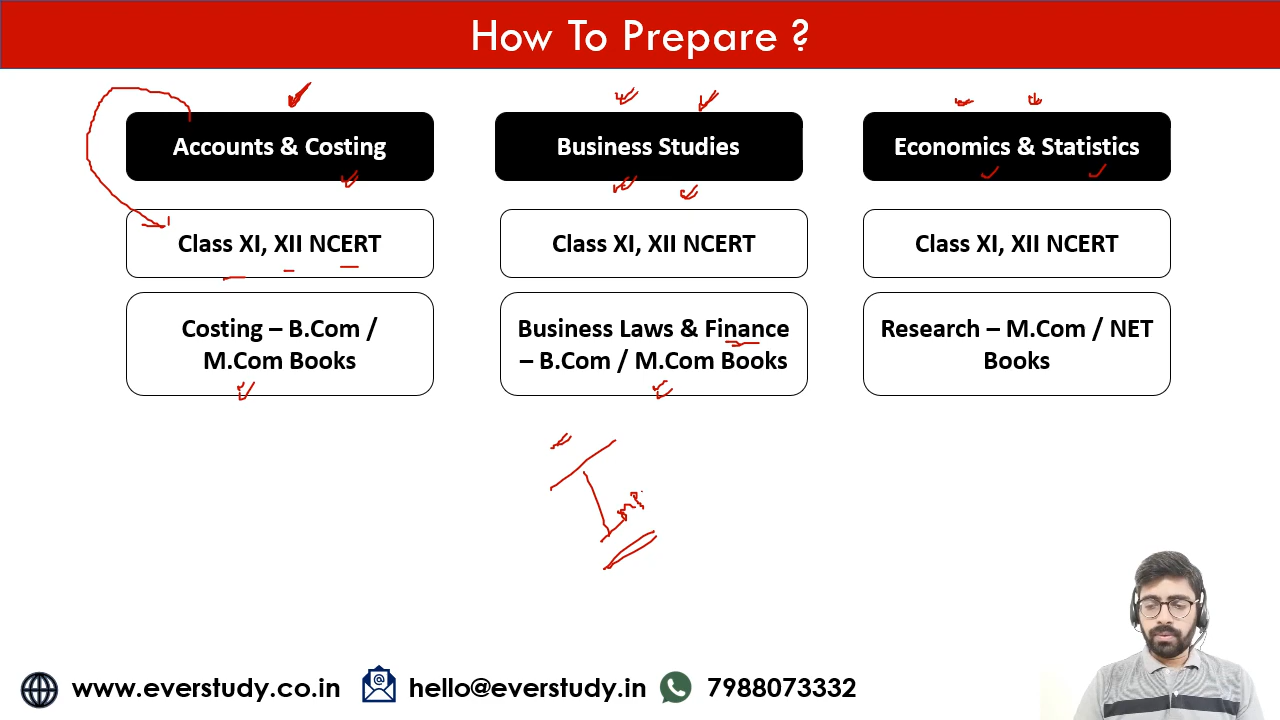 How To Prepare ?
Accounts & Costing
Class XI, XII NCERT
Costing – B.Com /
M.Com Books
Business Studies
Class XI, XII NCERT
Business Laws & Finance
– B.Com / M.Com Books
Economics & Statistics
Class XI, XII NCERT
Research – M.Com / NET
Books
Imp
www.everstudy.co.in
hello@everstudy.in
7988073332